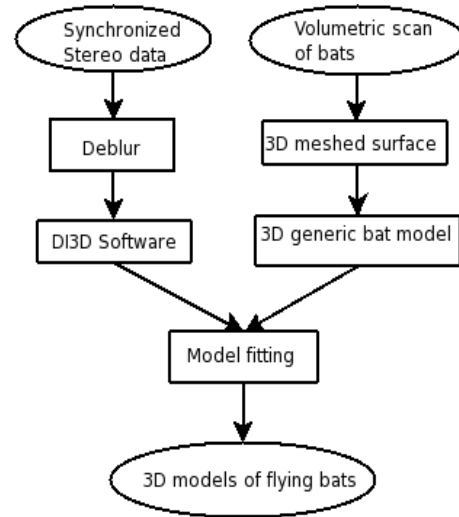 Synchronized
Stereo data
Volumetric scan
of bats
Deblur
3D meshed surface
DI3D Software
3D generic bat model
Model fitting
3D models of flying bats